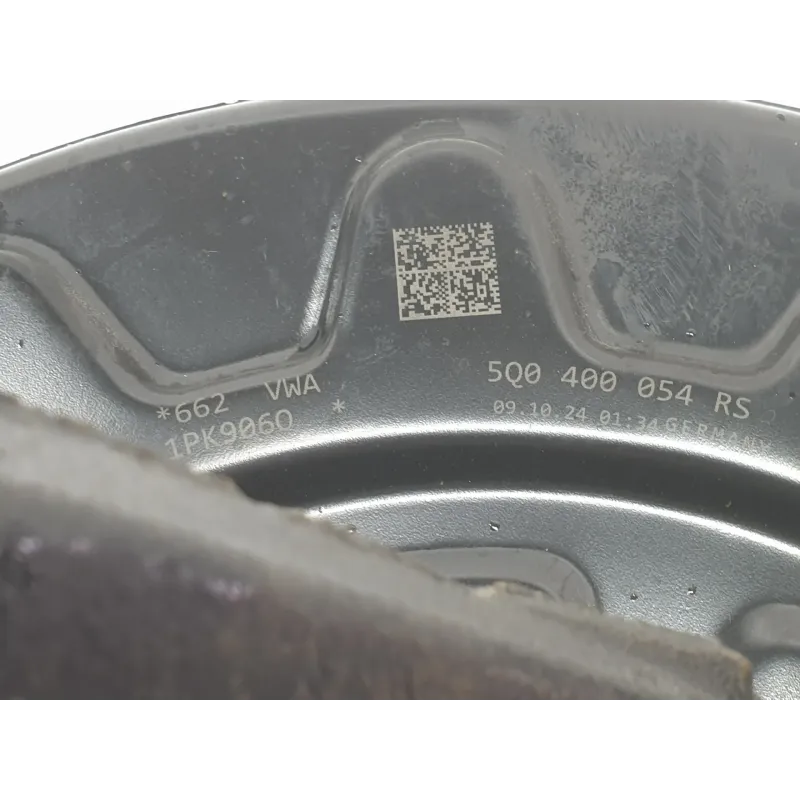 *662 VWA
1PK9060 *
5Q0 400 054 RS
09.10.24 01:34 GERMANY